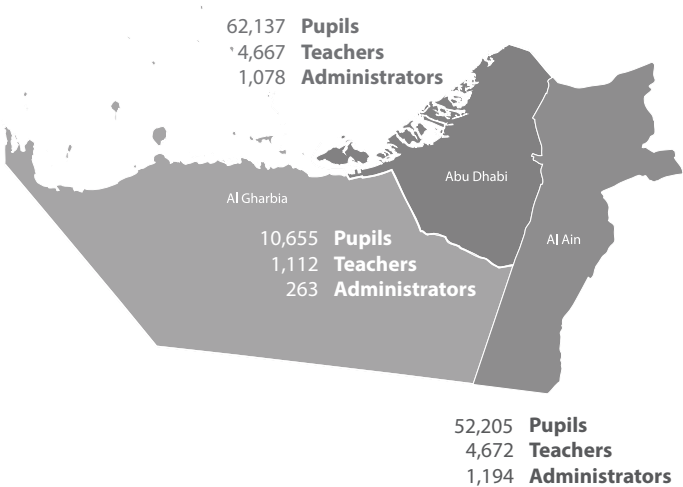 62,137 Pupils
4,667 Teachers
1,078 Administrators
Abu Dhabi
Al Gharbia
10,655 Pupils
1,112 Teachers
263 Administrators
Al Ain
52,205 Pupils
4,672 Teachers
1,194 Administrators